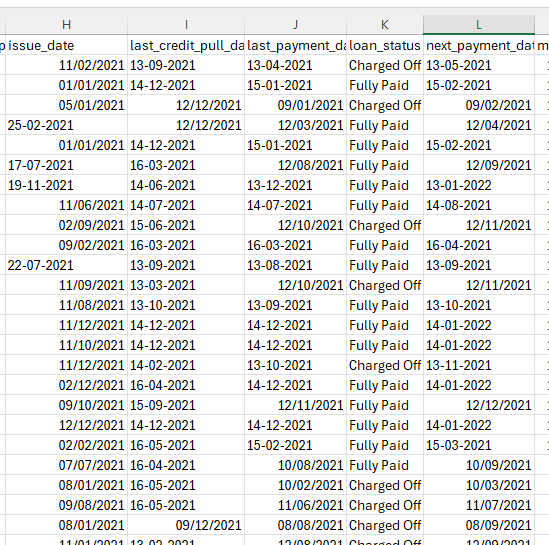 H I J K L
p issue_date last_credit_pull_da last_payment_da loan_status next_payment_dat m
11/02/2021 13-09-2021 13-04-2021 Charged Off 13-05-2021
01/01/2021 14-12-2021 15-01-2021 Fully Paid 15-02-2021
05/01/2021 12/12/2021 09/01/2021 Charged Off 09/02/2021
25-02-2021 12/12/2021 12/03/2021 Fully Paid 12/04/2021
01/01/2021 14-12-2021 15-01-2021 Fully Paid 15-02-2021
17-07-2021 16-03-2021 12/08/2021 Fully Paid 12/09/2021
19-11-2021 14-06-2021 13-12-2021 Fully Paid 13-01-2022
11/06/2021 14-07-2021 14-07-2021 Fully Paid 14-08-2021
02/09/2021 15-06-2021 12/10/2021 Charged Off 12/11/2021
09/02/2021 16-03-2021 16-03-2021 Fully Paid 16-04-2021
22-07-2021 13-09-2021 13-08-2021 Fully Paid 13-09-2021
11/09/2021 13-03-2021 12/10/2021 Charged Off 12/11/2021
11/08/2021 13-10-2021 13-09-2021 Fully Paid 13-10-2021
11/12/2021 14-12-2021 14-12-2021 Fully Paid 14-01-2022
11/10/2021 14-12-2021 14-12-2021 Fully Paid 14-01-2022
11/12/2021 14-02-2021 13-10-2021 Charged Off 13-11-2021
02/12/2021 16-04-2021 14-12-2021 Fully Paid 14-01-2022
09/10/2021 15-09-2021 12/11/2021 Fully Paid 12/12/2021
12/12/2021 14-12-2021 14-12-2021 Fully Paid 14-01-2022
02/02/2021 16-05-2021 15-02-2021 Fully Paid 15-03-2021
07/07/2021 16-04-2021 10/08/2021 Fully Paid 10/09/2021
08/01/2021 16-05-2021 10/02/2021 Charged Off 10/03/2021
09/08/2021 16-05-2021 11/06/2021 Charged Off 11/07/2021
08/01/2021 09/12/2021 08/08/2021 Charged Off 08/09/2021
11/01/2021 13-02-2021 12/08/2021 Charged Off 12/09/2021